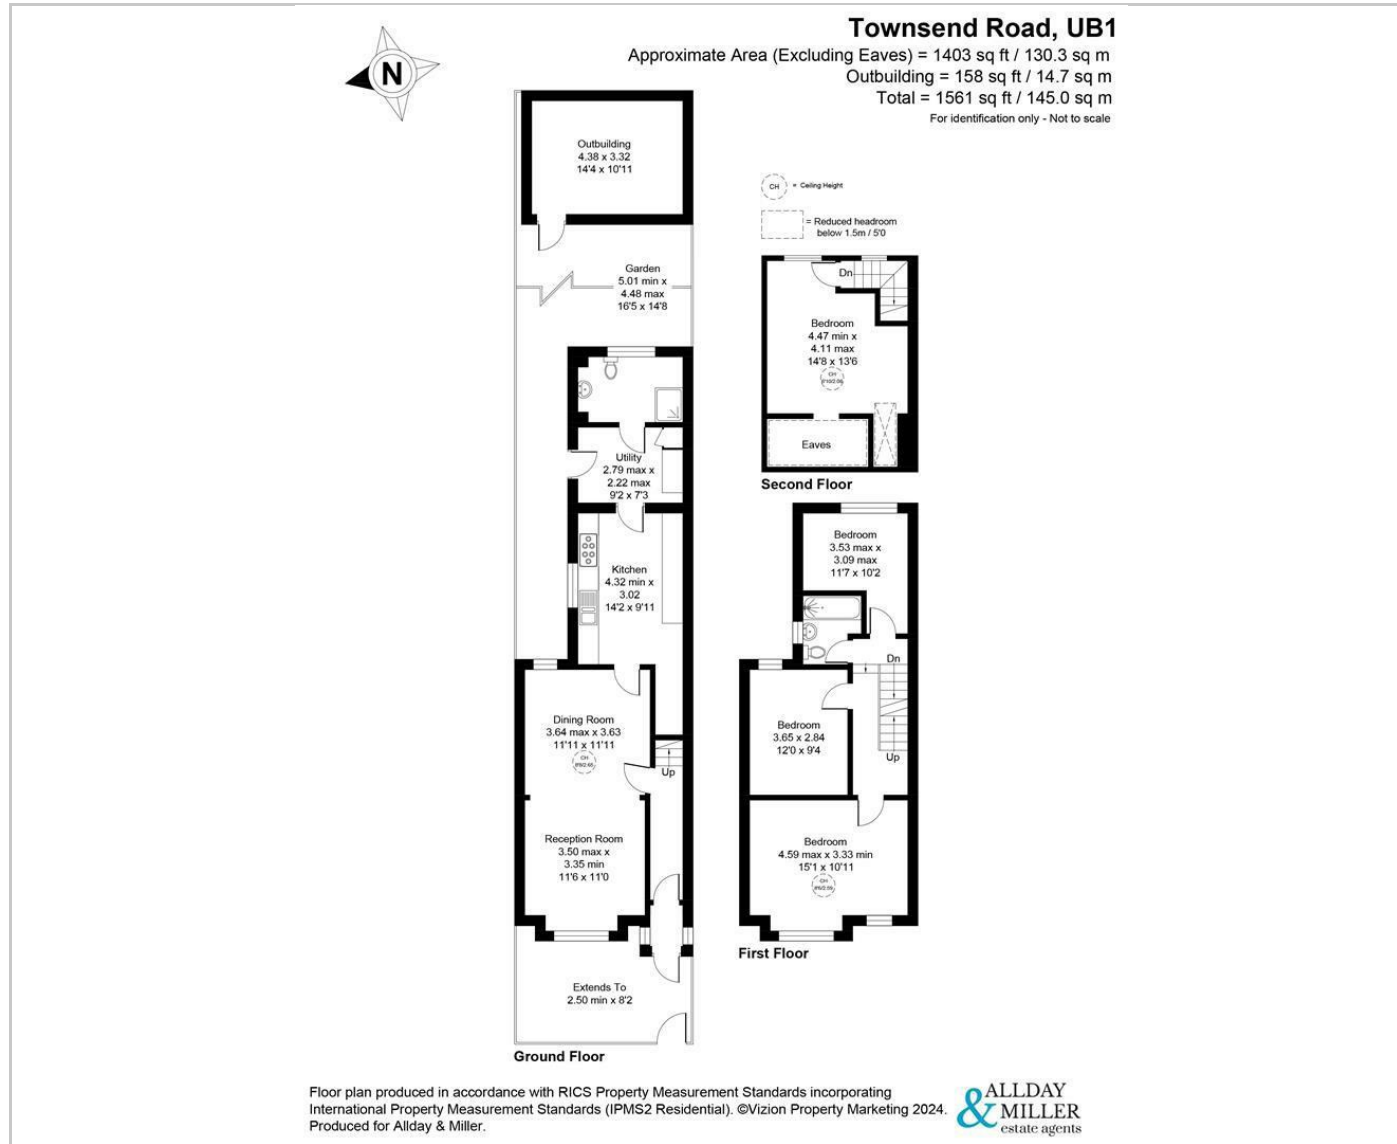 Townsend Road, UB1
Approximate Area (Excluding Eaves) = 1403 sq ft / 130.3 sq m
Outbuilding = 158 sq ft / 14.7 sq m
Total = 1561 sq ft / 145.0 sq m
For identification only - Not to scale
N
Outbuilding
4.38 x 3.32
14'4 x 10'11
CH = Ceiling Height
= Reduced headroom
below 1.5m / 5'0
Garden
5.01 min x
4.48 max
16'5 x 14'8
Dn
Bedroom
4.47 min x
4.11 max
14'8 x 13'6
CH
Eaves
Second Floor
Utility
2.79 max x
2.22 max
9'2 x 7'3
Kitchen
4.32 min x
3.02
14'2 x 9'11
Dining Room
3.64 max x 3.63
11'11 x 11'11
CH
Up
Reception Room
3.50 max x
3.35 min
11'6 x 11'0
Extends To
2.50 min x 8'2
Ground Floor
Bedroom
3.53 max x
3.09 max
11'7 x 10'2
Dn
Bedroom
3.65 x 2.84
12'0 x 9'4
Up
Bedroom
4.59 max x 3.33 min
15'1 x 10'11
CH
First Floor
Floor plan produced in accordance with RICS Property Measurement Standards incorporating
International Property Measurement Standards (IPMS2 Residential). ©Vizion Property Marketing 2024.
Produced for Allday & Miller.
ALLDAY
& MILLER
estate agents